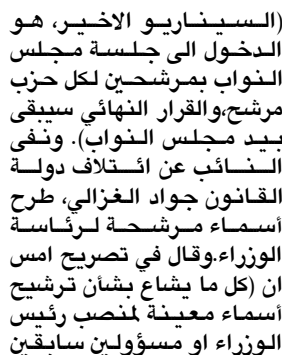 (السيناريو الاخير، هو
الدخول الى جلسة مجلس
النواب بمرشحين لكل حزب
مرشح،والقرار النهائي سيبقى
بيد مجلس النواب). ونفى
النائب عن ائتلاف دولة
القانون جواد الغزالي، طرح
أسماء مرشحة لرئاسة
الوزراء.وقال في تصريح امس
ان (كل ما يشاع بشأن ترشيح
أسماء معينة لمنصب رئيس
الوزراء او مسؤولين سابقين